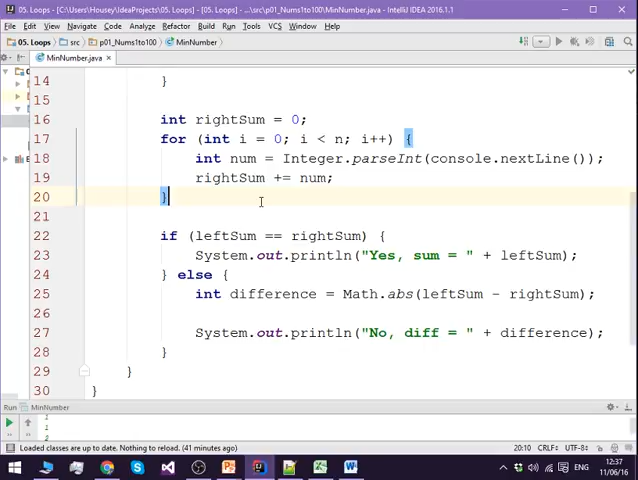 05. Loops - [C:\Users\Housey\IdeaProjects\05. Loops] - ...\src\p01_Nums1to100\MinNumber.java - IntelliJ IDEA 2016.1.1
File Edit View Navigate Code Analyze Refactor Build Run Tools VCS Window Help
05. Loops src p01_Nums1to100 MinNumber
MinNumber.java
14 }
15
16 int rightSum = 0;
17 for (int i = 0; i < n; i++) {
18 int num = Integer.parseInt(console.nextLine());
19 rightSum += num;
20 }
21
22 if (leftSum == rightSum) {
23 System.out.println("Yes, sum = " + leftSum);
24 } else {
25 int difference = Math.abs(leftSum - rightSum);
26
27 System.out.println("No, diff = " + difference);
28 }
29 }
30 }
Run MinNumber
1
1
Loaded classes are up to date. Nothing to reload. (41 minutes ago)
20:10 CRLF÷ UTF-8÷
ENG
12:37
11/06/16